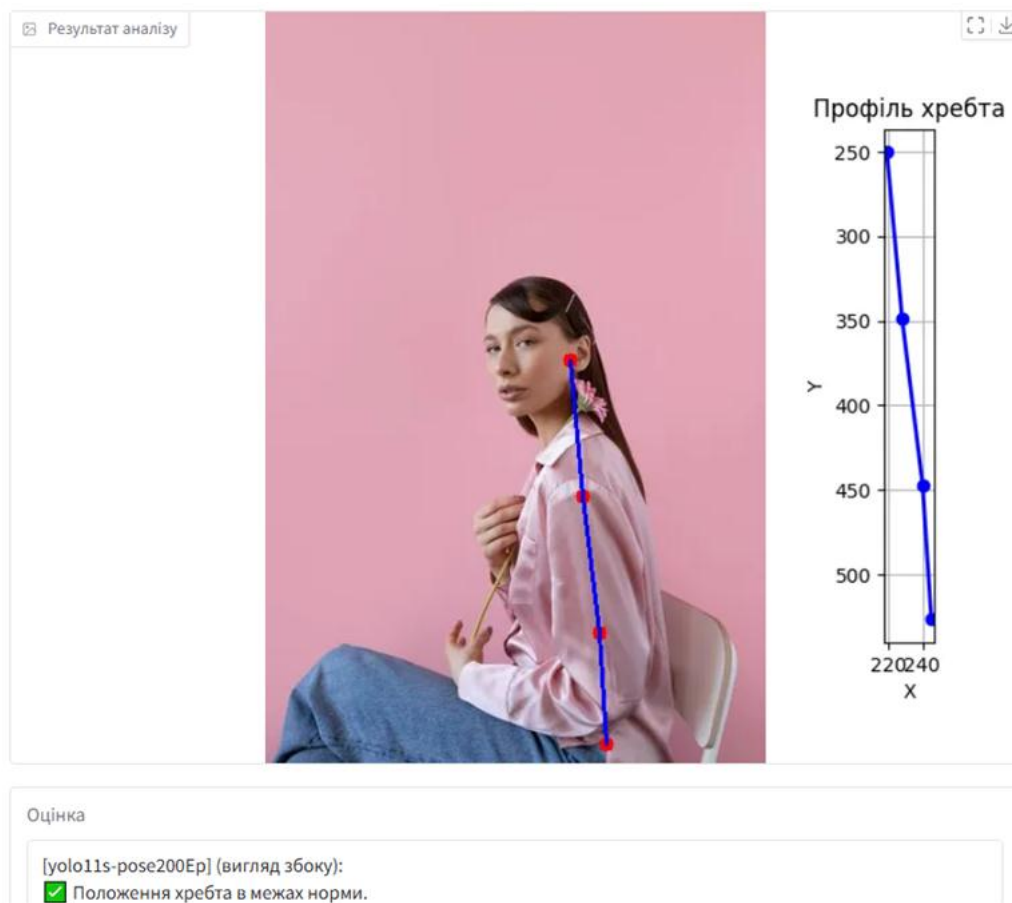 Результат аналізу
Профіль хребта
250
300
350
400
450
500
Y
220240
X
Оцінка
[yolo11s-pose200Ep] (вигляд збоку):
✅ Положення хребта в межах норми.